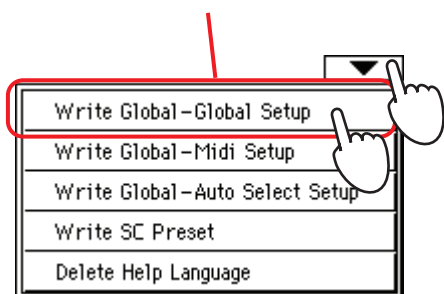 Write Global-Global Setup
Write Global-Midi Setup
Write Global-Auto Select Setup
Write SC Preset
Delete Help Language